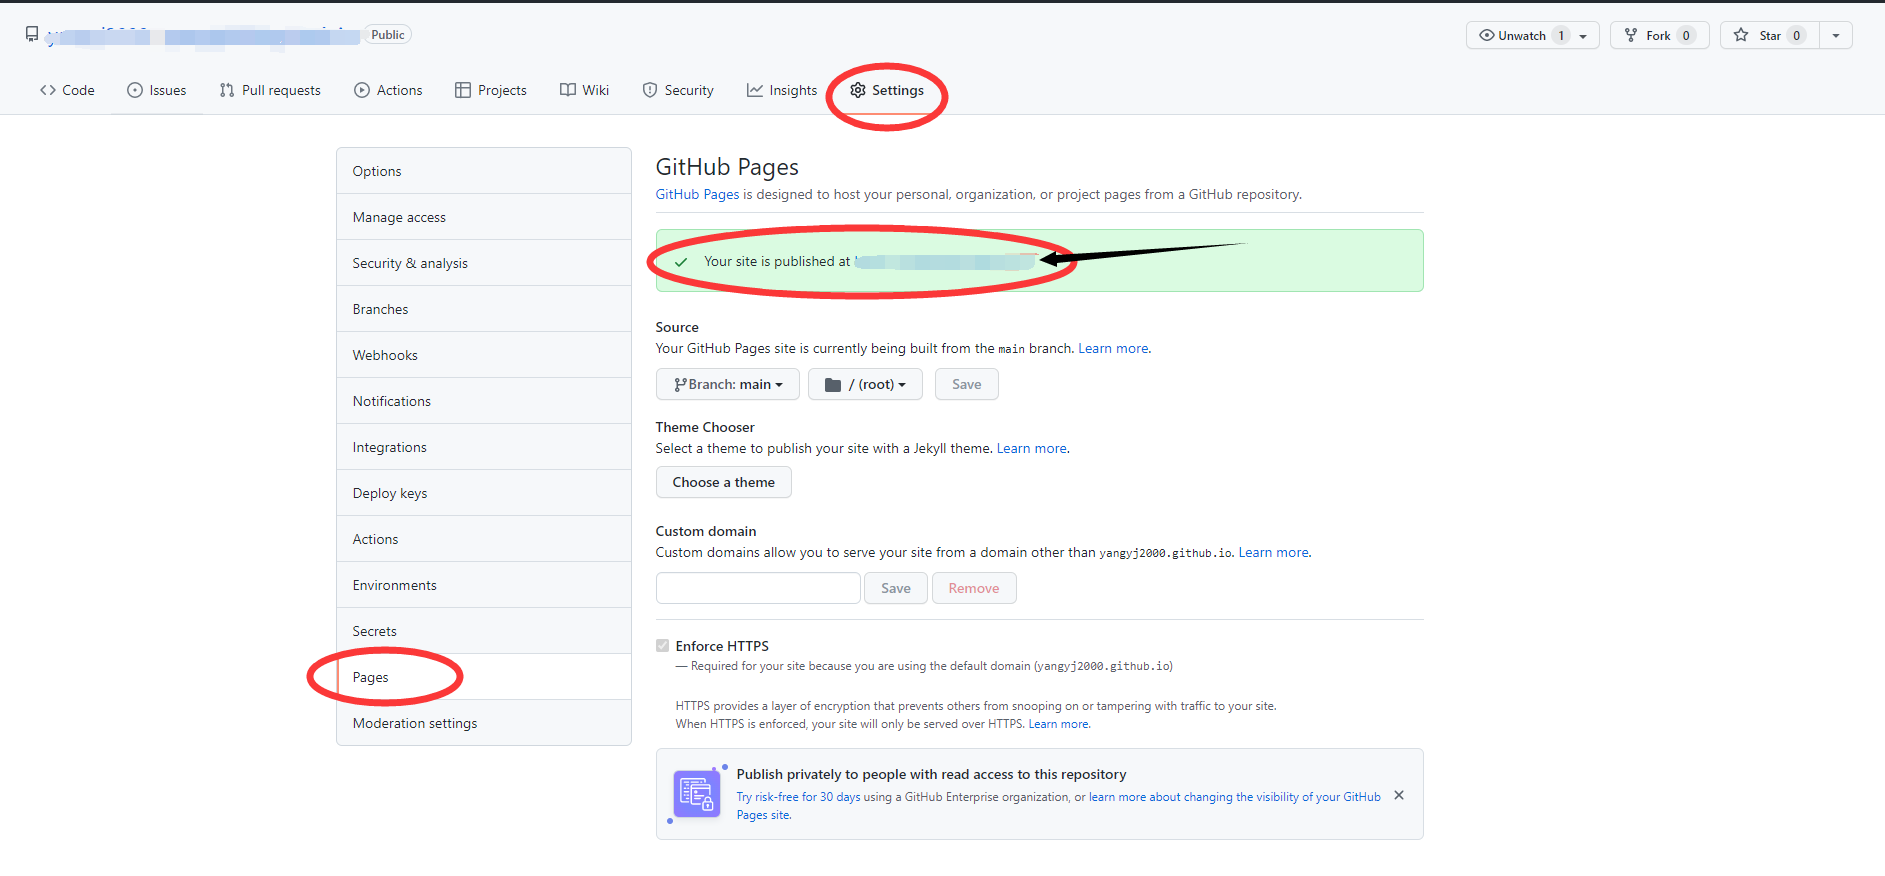 Public
Unwatch 1
Fork 0
Star 0
Code
Issues
Pull requests
Actions
Projects
Wiki
Security
Insights
Settings
Options
Manage access
Security & analysis
Branches
Webhooks
Notifications
Integrations
Deploy keys
Actions
Environments
Secrets
Pages
Moderation settings
GitHub Pages
GitHub Pages is designed to host your personal, organization, or project pages from a GitHub repository.
Your site is published at
Source
Your GitHub Pages site is currently being built from the main branch. Learn more.
Branch: main
/ (root)
Save
Theme Chooser
Select a theme to publish your site with a Jekyll theme. Learn more.
Choose a theme
Custom domain
Custom domains allow you to serve your site from a domain other than yangyj2000.github.io. Learn more.
Save
Remove
Enforce HTTPS
— Required for your site because you are using the default domain (yangyj2000.github.io)
HTTPS provides a layer of encryption that prevents others from snooping on or tampering with traffic to your site.
When HTTPS is enforced, your site will only be served over HTTPS. Learn more.
Publish privately to people with read access to this repository
Try risk-free for 30 days using a GitHub Enterprise organization, or learn more about changing the visibility of your GitHub
Pages site.